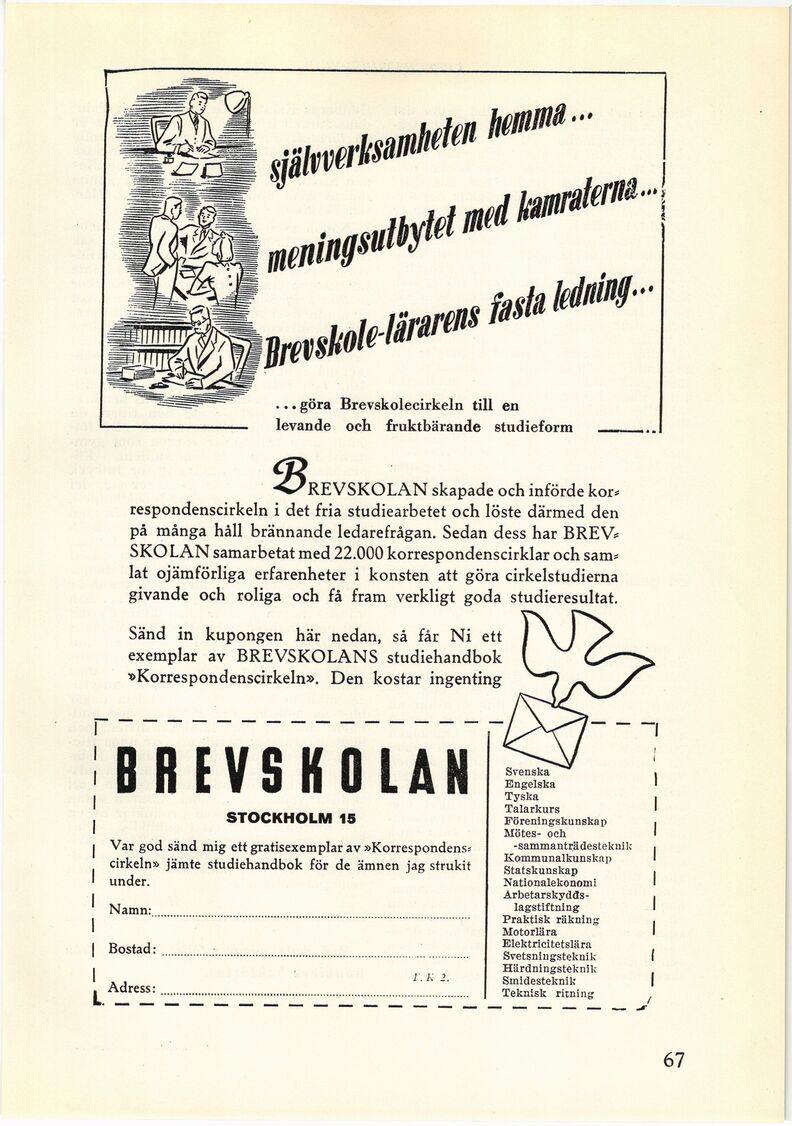 självverksamheten hemma...
meningsutbytet med kamraterna...
Brevskole-lärarens fasta ledning...
...göra Brevskolecirkeln till en
levande och fruktbärande studieform
BREVSKOLAN skapade och införde kor-
respondenscirkeln i det fria studiearbetet och löste därmed den
på många håll brännande ledarefrågan. Sedan dess har BREV-
SKOLAN samarbetat med 22.000 korrespondenscirklar och sam-
lat ojämförliga erfarenheter i konsten att göra cirkelstudierna
givande och roliga och få fram verkligt goda studieresultat.
Sänd in kupongen här nedan, så får Ni ett
exemplar av BREVSKOLANS studiehandbok
»Korrespondenscirkeln». Den kostar ingenting
BREVSKOLAN
STOCKHOLM 15
Var god sänd mig ett gratisexemplar av »Korrespondens-
cirkeln» jämte studiehandbok för de ämnen jag strukit
under.
Namn:
Bostad:
Adress:
F. K 2.
Svenska
Engelska
Tyska
Talarkurs
Föreningskunskap
Mötes- och
-sammanträdesteknik
Kommunalkunskap
Statskunskap
Nationalekonomi
Arbetarskydds-
lagstiftning
Praktisk räkning
Motorlära
Elektricitetslära
Svetsningsteknik
Härdningsteknik
Smidesteknik
Teknisk ritning
67